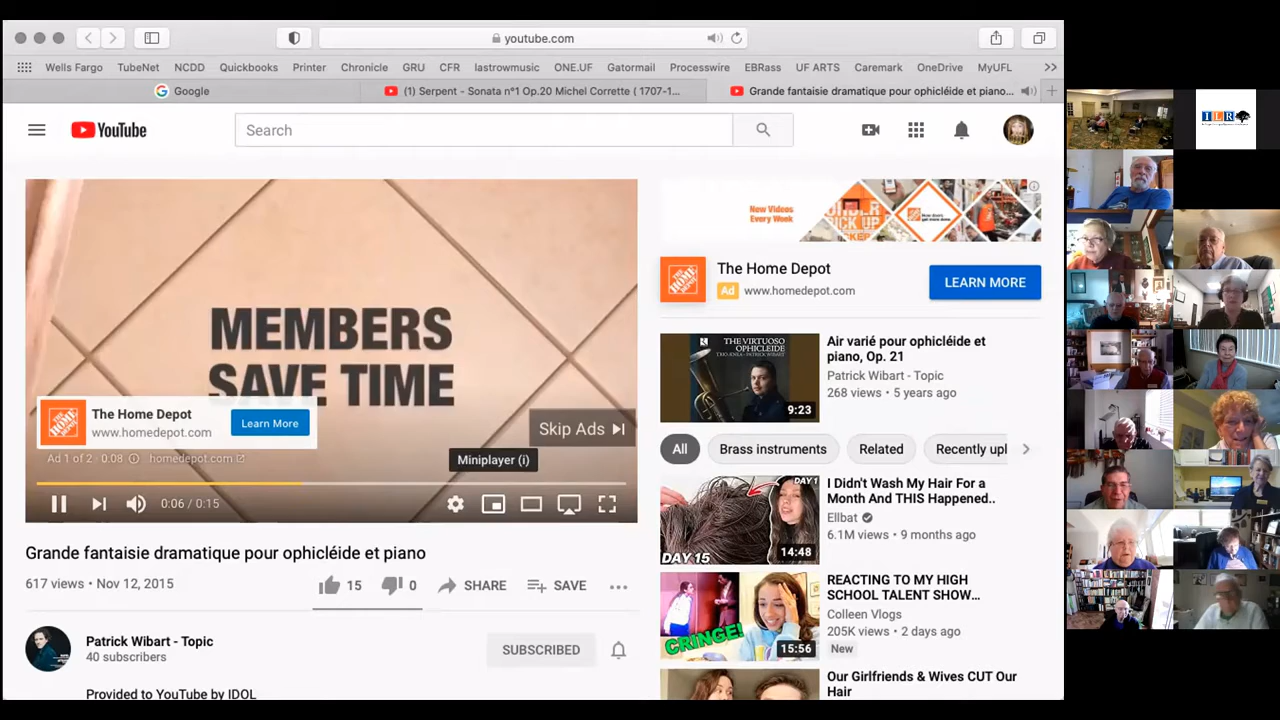 youtube.com
Wells Fargo TubeNet NCDD Quickbooks Printer Chronicle GRU CFR lastrowmusic ONE.UF Gatormail Processwire EBRass UF ARTS Caremark OneDrive MyUFL >>
Google
(1) Serpent - Sonata n°1 Op.20 Michel Corrette ( 1707-1...
Grande fantaisie dramatique pour ophicléide et piano...
YouTube
Search
MEMBERS
SAVE TIME
The Home Depot
www.homedepot.com
Learn More
Skip Ads
Ad 1 of 2 · 0:08 homedepot.com
Miniplayer (i)
0:06 / 0:15
Grande fantaisie dramatique pour ophicléide et piano
617 views • Nov 12, 2015
15 0 SHARE SAVE ...
Patrick Wibart - Topic
40 subscribers
SUBSCRIBED
Provided to YouTube by IDOL
New Videos
Every Week
THE HOME DEPOT
The Home Depot
Ad www.homedepot.com
LEARN MORE
THE VIRTUOSO
OPHICLEIDE
TRIO ÆNEA - PATRICK WIBART
9:23
Air varié pour ophicléide et
piano, Op. 21
Patrick Wibart - Topic
268 views • 5 years ago
All Brass instruments Related Recently upl
DAY 1
DAY 15
14:48
I Didn't Wash My Hair For a
Month And THIS Happened..
Ellbat
6.1M views • 9 months ago
CRINGE!
15:56
REACTING TO MY HIGH
SCHOOL TALENT SHOW...
Colleen Vlogs
205K views • 2 days ago
New
Our Girlfriends & Wives CUT Our
Hair
ILR